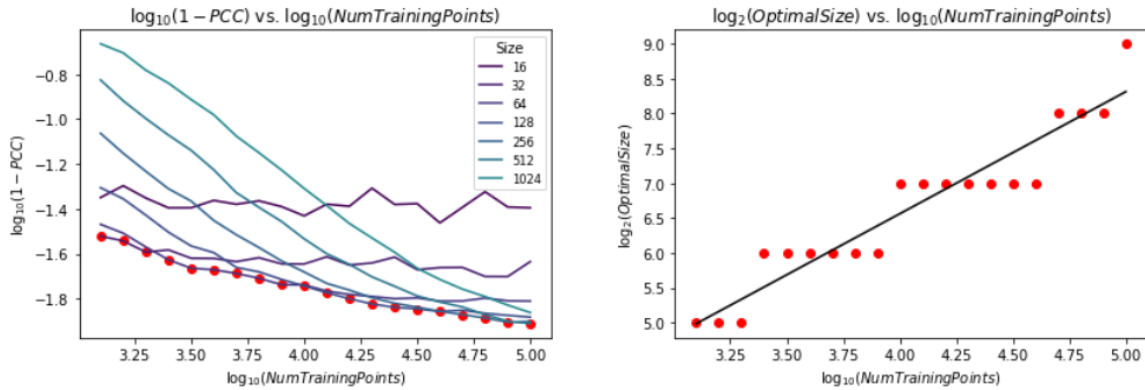 log₁₀(1 − PCC) vs. log₁₀(NumTrainingPoints)
log₁₀(1 − PCC)
−0.8
−1.0
−1.2
−1.4
−1.6
−1.8
Size
16
32
64
128
256
512
1024
3.25 3.50 3.75 4.00 4.25 4.50 4.75 5.00
log₁₀(NumTrainingPoints)
log₂(OptimalSize) vs. log₁₀(NumTrainingPoints)
log₂(OptimalSize)
9.0
8.5
8.0
7.5
7.0
6.5
6.0
5.5
5.0
3.25 3.50 3.75 4.00 4.25 4.50 4.75 5.00
log₁₀(NumTrainingPoints)